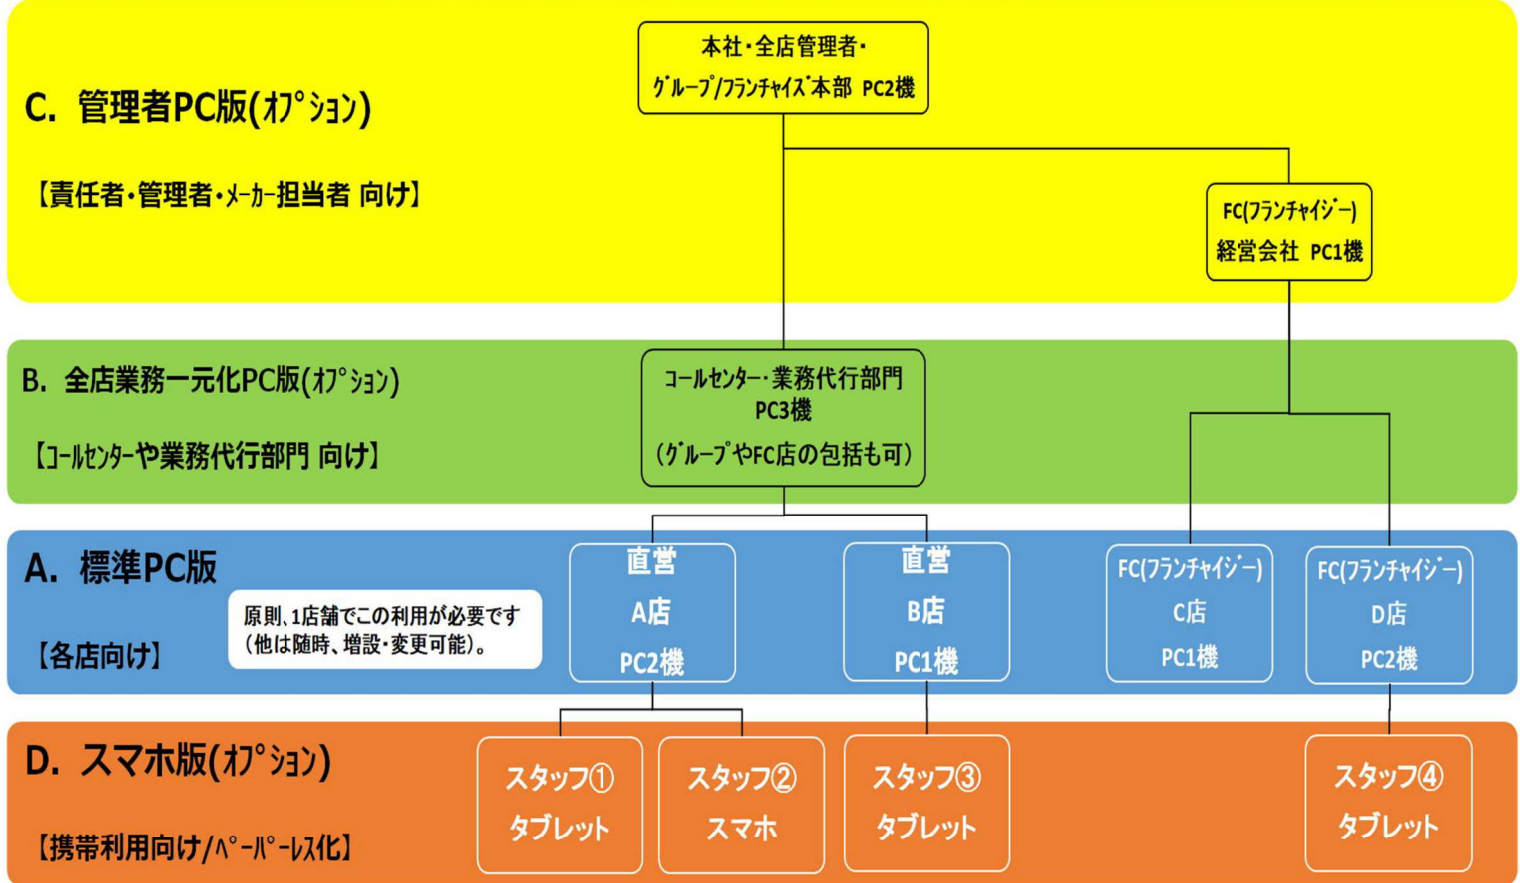 本社・全店管理者・
ｸﾞﾙｰﾌﾟ/ﾌﾗﾝﾁｬｲｽﾞ本部 PC2機
C. 管理者PC版(ｵﾌﾟｼｮﾝ)
【責任者・管理者・ﾒｰｶｰ担当者 向け】
FC(ﾌﾗﾝﾁｬｲｼﾞｰ)
経営会社 PC1機
B. 全店業務一元化PC版(ｵﾌﾟｼｮﾝ)
【ｺｰﾙｾﾝﾀｰや業務代行部門 向け】
ｺｰﾙｾﾝﾀｰ・業務代行部門
PC3機
(ｸﾞﾙｰﾌﾟやFC店の包括も可)
A. 標準PC版
【各店向け】
原則、1店舗でこの利用が必要です
(他は随時、増設・変更可能)。
直営
A店
PC2機
直営
B店
PC1機
FC(ﾌﾗﾝﾁｬｲｼﾞｰ)
C店
PC1機
FC(ﾌﾗﾝﾁｬｲｼﾞｰ)
D店
PC2機
D. スマホ版(ｵﾌﾟｼｮﾝ)
【携帯利用向け/ﾍﾟｰﾊﾟｰﾚｽ化】
スタッフ①
タブレット
スタッフ②
スマホ
スタッフ③
タブレット
スタッフ④
タブレット